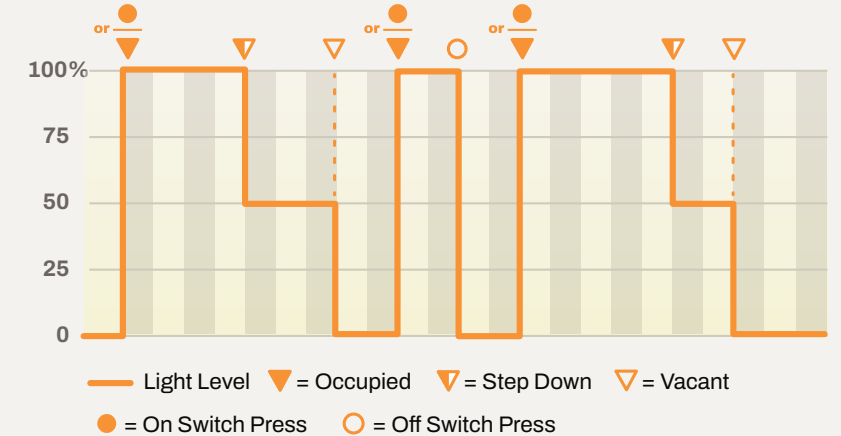 or
or
or
100%
75
50
25
0
Light Level
= Occupied
= Step Down
= Vacant
= On Switch Press
= Off Switch Press